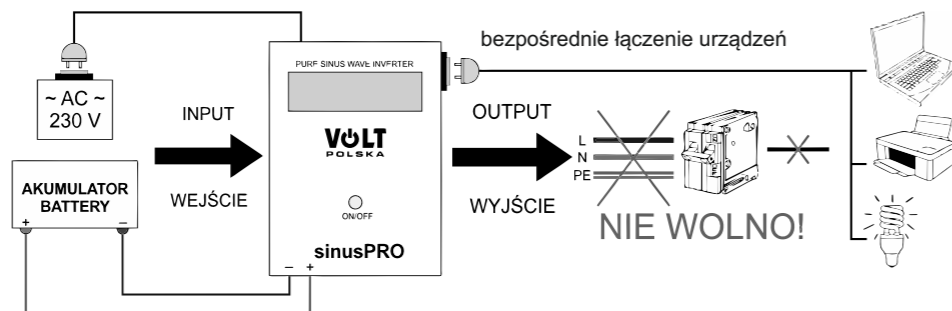 ~ AC ~
230 V
AKUMULATOR
BATTERY
+ –
INPUT
WEJŚCIE
PURE SINUS WAVE INVERTER
VOLT
POLSKA
ON/OFF
sinusPRO
– +
bezpośrednie łączenie urządzeń
OUTPUT
WYJŚCIE
L
N
PE
NIE WOLNO!